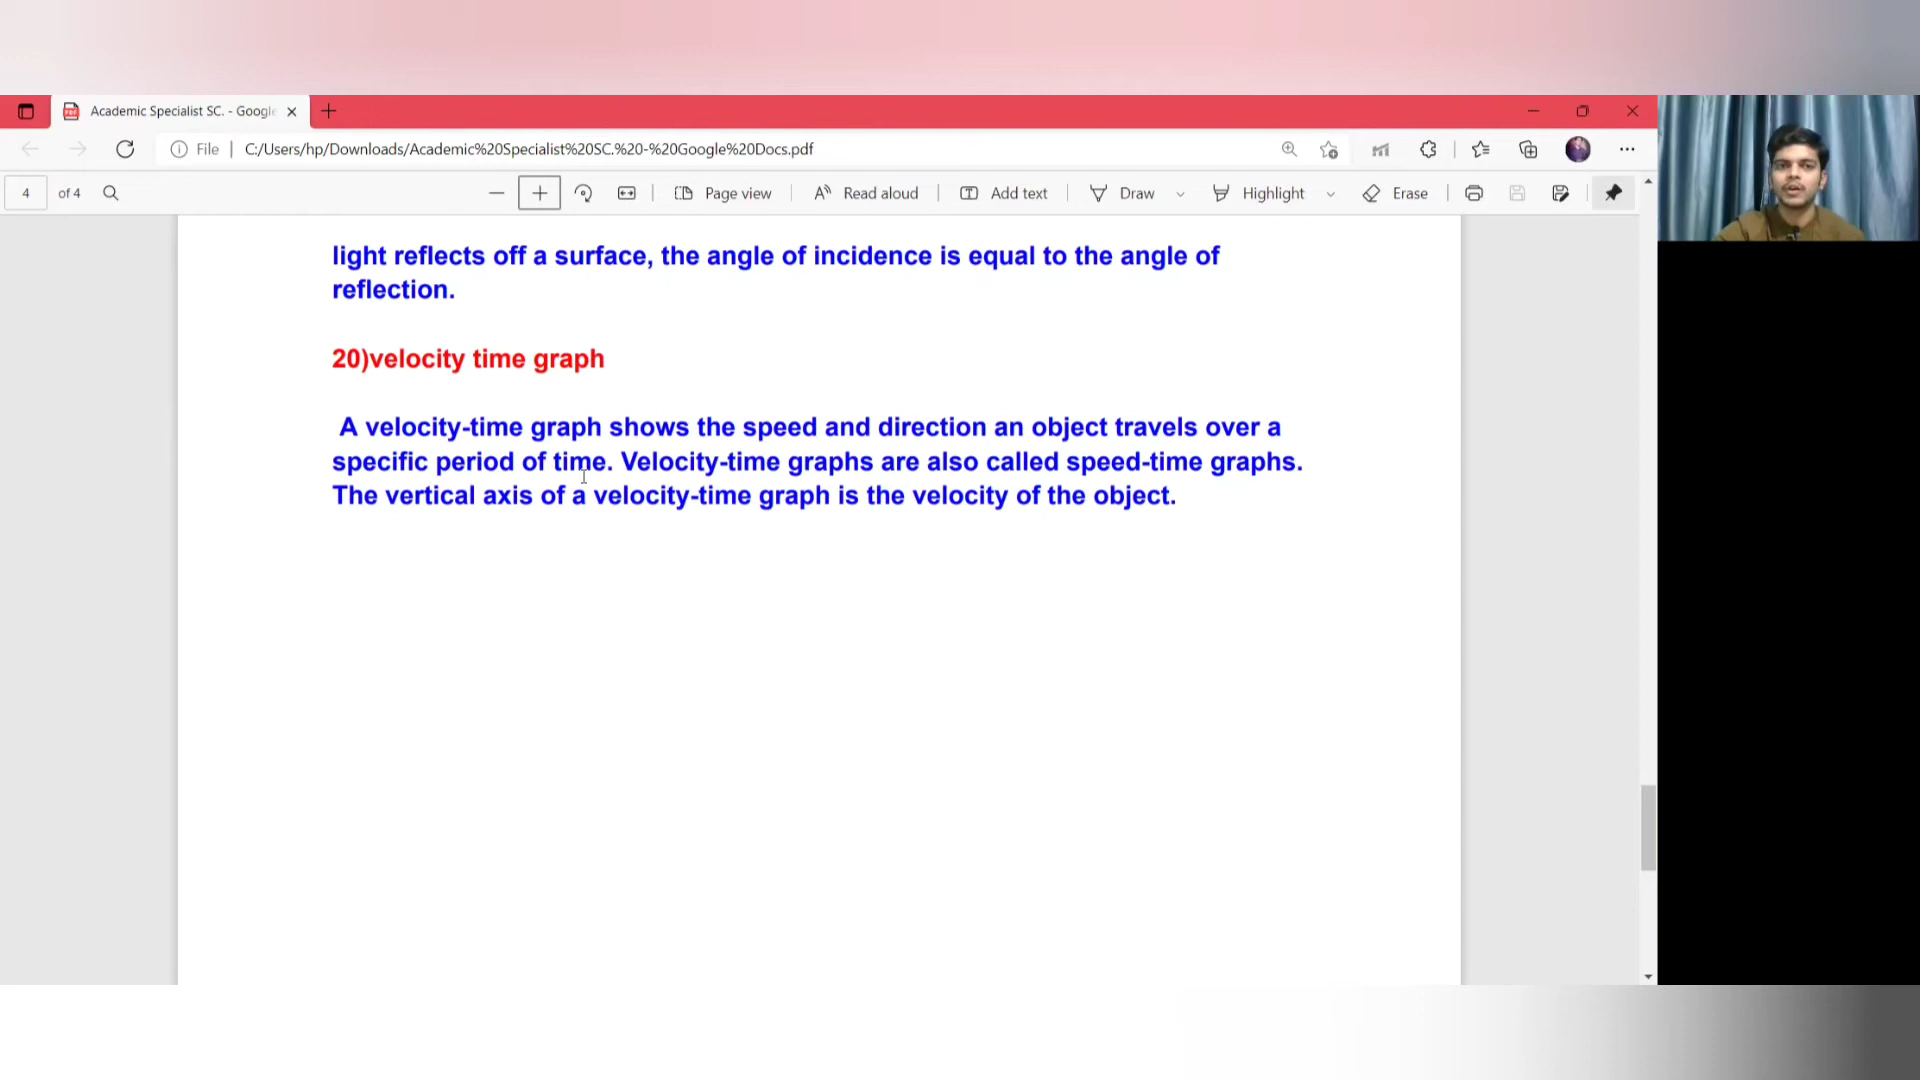 Academic Specialist SC. - Google
File
C:/Users/hp/Downloads/Academic%20Specialist%20SC.%20-%20Google%20Docs.pdf
4 of 4
Page view
Read aloud
Add text
Draw
Highlight
Erase
light reflects off a surface, the angle of incidence is equal to the angle of
reflection.
20)velocity time graph
A velocity-time graph shows the speed and direction an object travels over a
specific period of time. Velocity-time graphs are also called speed-time graphs.
The vertical axis of a velocity-time graph is the velocity of the object.